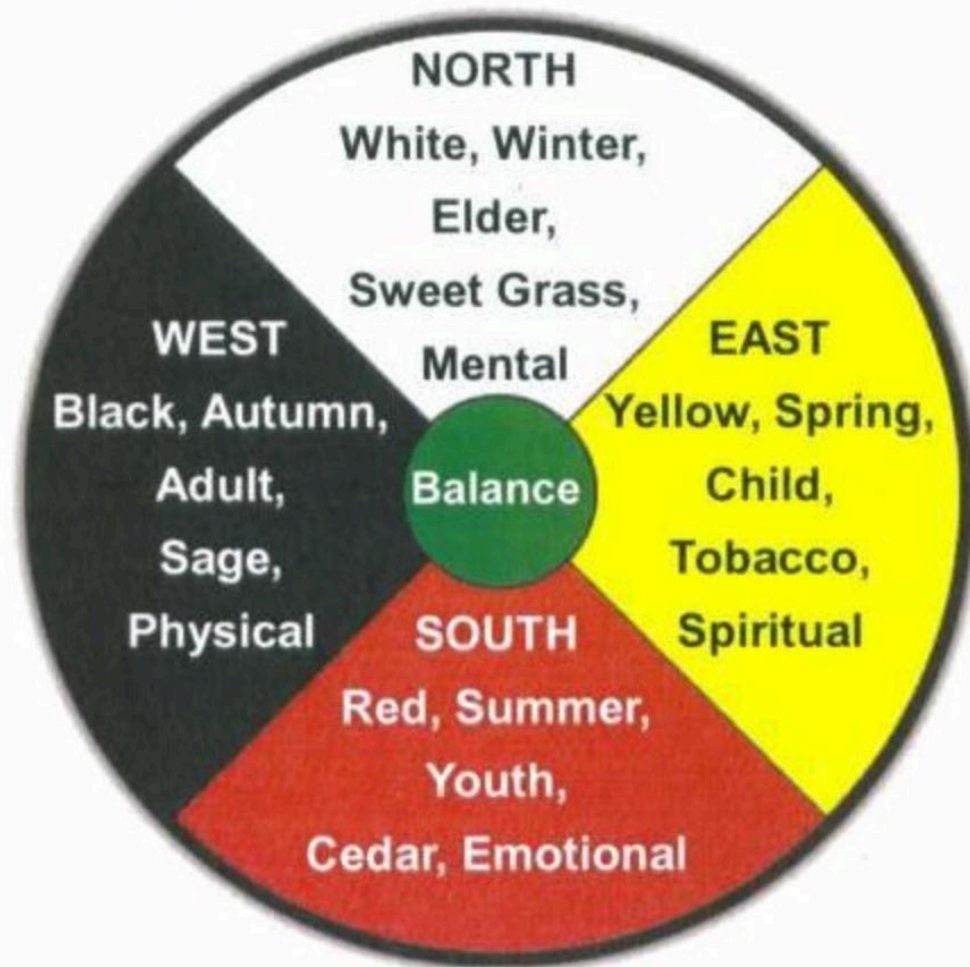 NORTH
White, Winter,
Elder,
Sweet Grass,
Mental
EAST
Yellow, Spring,
Child,
Tobacco,
Spiritual
SOUTH
Red, Summer,
Youth,
Cedar, Emotional
WEST
Black, Autumn,
Adult,
Sage,
Physical
Balance